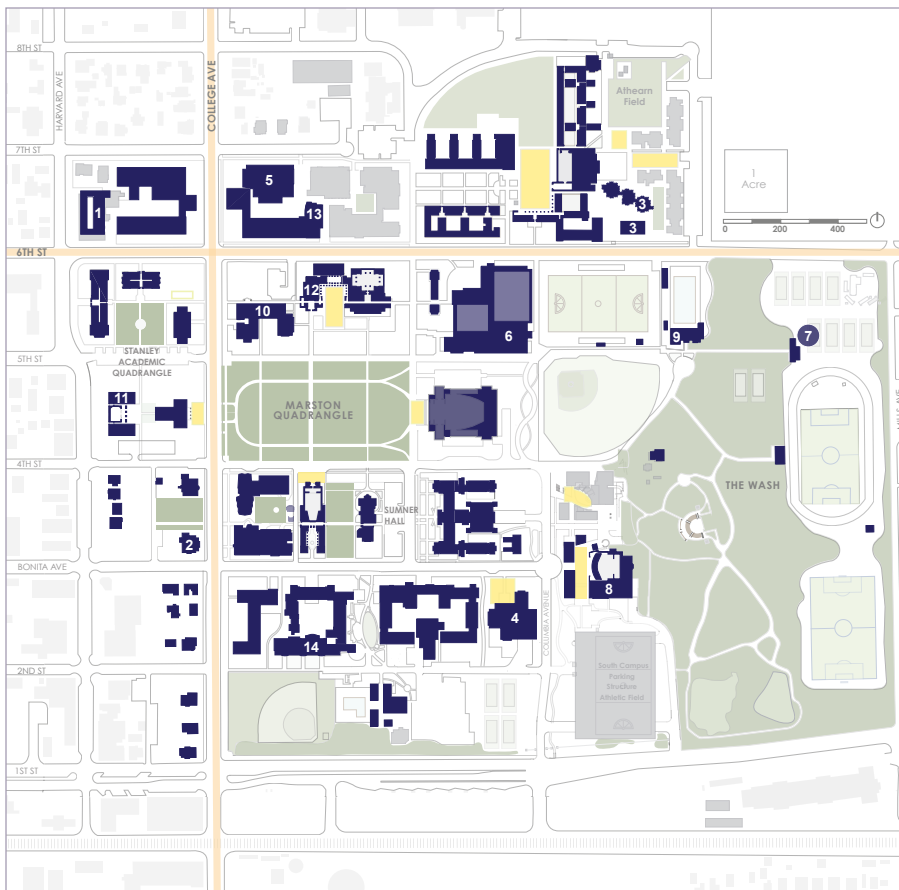 8TH ST
HARVARD AVE
COLLEGE AVE
Athearn
Field
7TH ST
1
5
13
3
3
1
Acre
0
200
400
6TH ST
12
10
6
9
7
5TH ST
STANLEY
ACADEMIC
QUADRANGLE
11
MARSTON
QUADRANGLE
MILLS AVE
4TH ST
THE WASH
SUMNER
HALL
2
BONITA AVE
8
4
COLUMBIA AVENUE
14
2ND ST
South Campus
Parking
Structure
Athletic Field
1ST ST